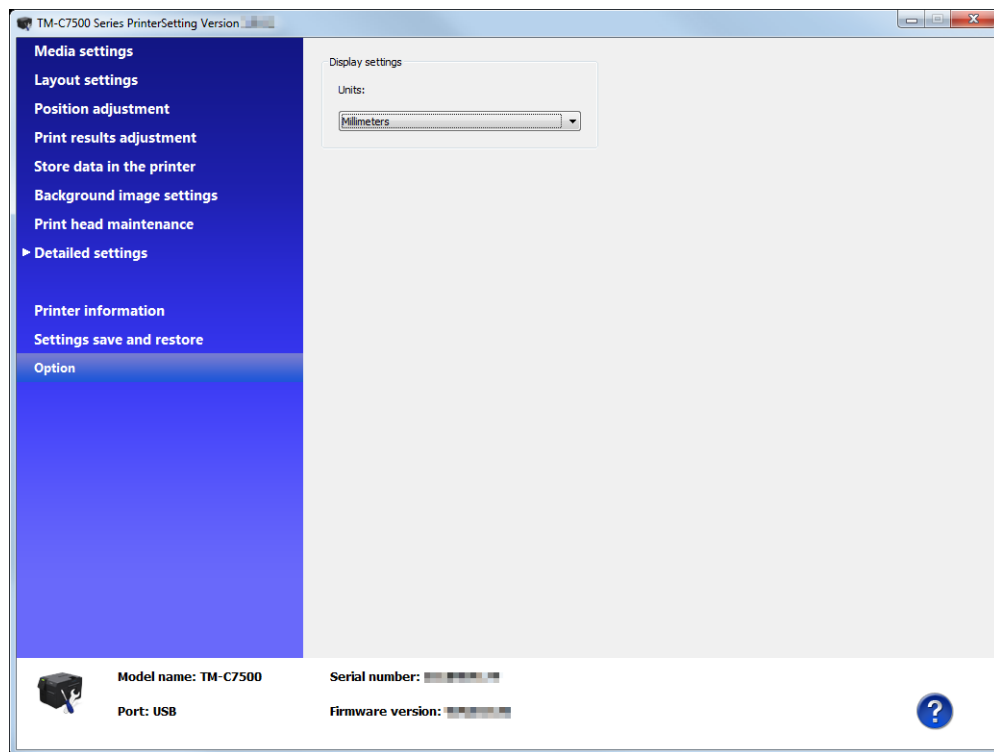 TM-C7500 Series PrinterSetting Version
Media settings
Layout settings
Position adjustment
Print results adjustment
Store data in the printer
Background image settings
Print head maintenance
Detailed settings
Printer information
Settings save and restore
Option
Display settings
Units:
Millimeters
Model name: TM-C7500
Serial number:
Port: USB
Firmware version:
?